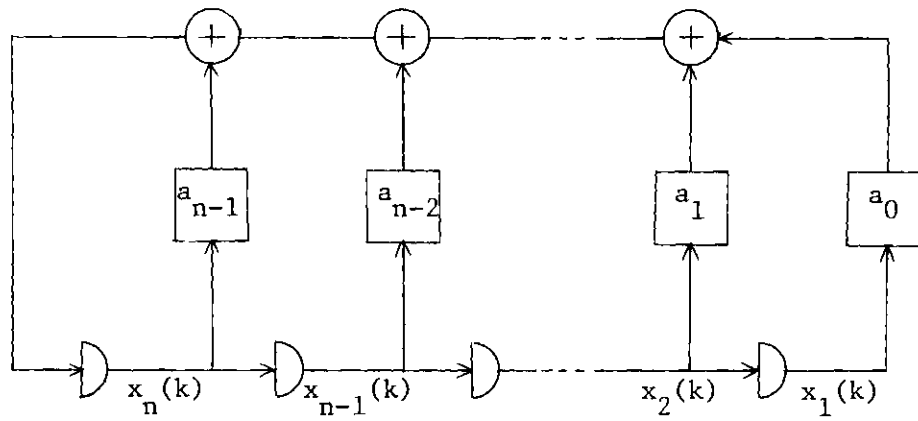 + + +
a_{n-1} a_{n-2} a_1 a_0
x_n(k) x_{n-1}(k) x_2(k) x_1(k)